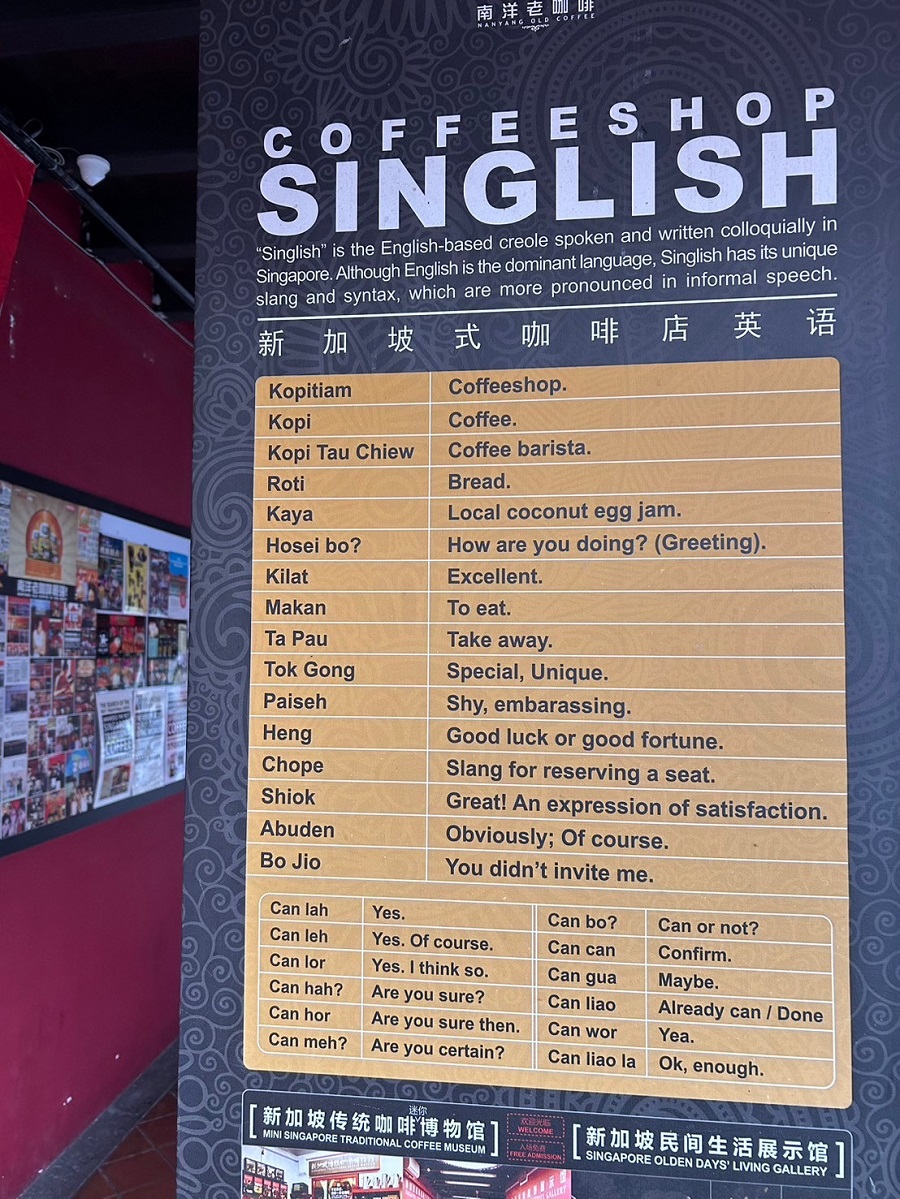 南洋老咖啡
NANYANG OLD COFFEE
COFFEESHOP
SINGLISH
“Singlish” is the English-based creole spoken and written colloquially in
Singapore. Although English is the dominant language, Singlish has its unique
slang and syntax, which are more pronounced in informal speech.
新加坡式咖啡店英语
Kopitiam Coffeeshop.
Kopi Coffee.
Kopi Tau Chiew Coffee barista.
Roti Bread.
Kaya Local coconut egg jam.
Hosei bo? How are you doing? (Greeting).
Kilat Excellent.
Makan To eat.
Ta Pau Take away.
Tok Gong Special, Unique.
Paiseh Shy, embarassing.
Heng Good luck or good fortune.
Chope Slang for reserving a seat.
Shiok Great! An expression of satisfaction.
Abuden Obviously; Of course.
Bo Jio You didn’t invite me.
Can lah Yes. Can bo? Can or not?
Can leh Yes. Of course. Can can Confirm.
Can lor Yes. I think so. Can gua Maybe.
Can hah? Are you sure? Can liao Already can / Done
Can hor Are you sure then. Can wor Yea.
Can meh? Are you certain? Can liao la Ok, enough.
迷你
[新加坡传统咖啡博物馆]
MINI SINGAPORE TRADITIONAL COFFEE MUSEUM
欢迎光临
WELCOME
入场免费
FREE ADMISSION
[新加坡民间生活展示馆]
SINGAPORE OLDEN DAYS' LIVING GALLERY